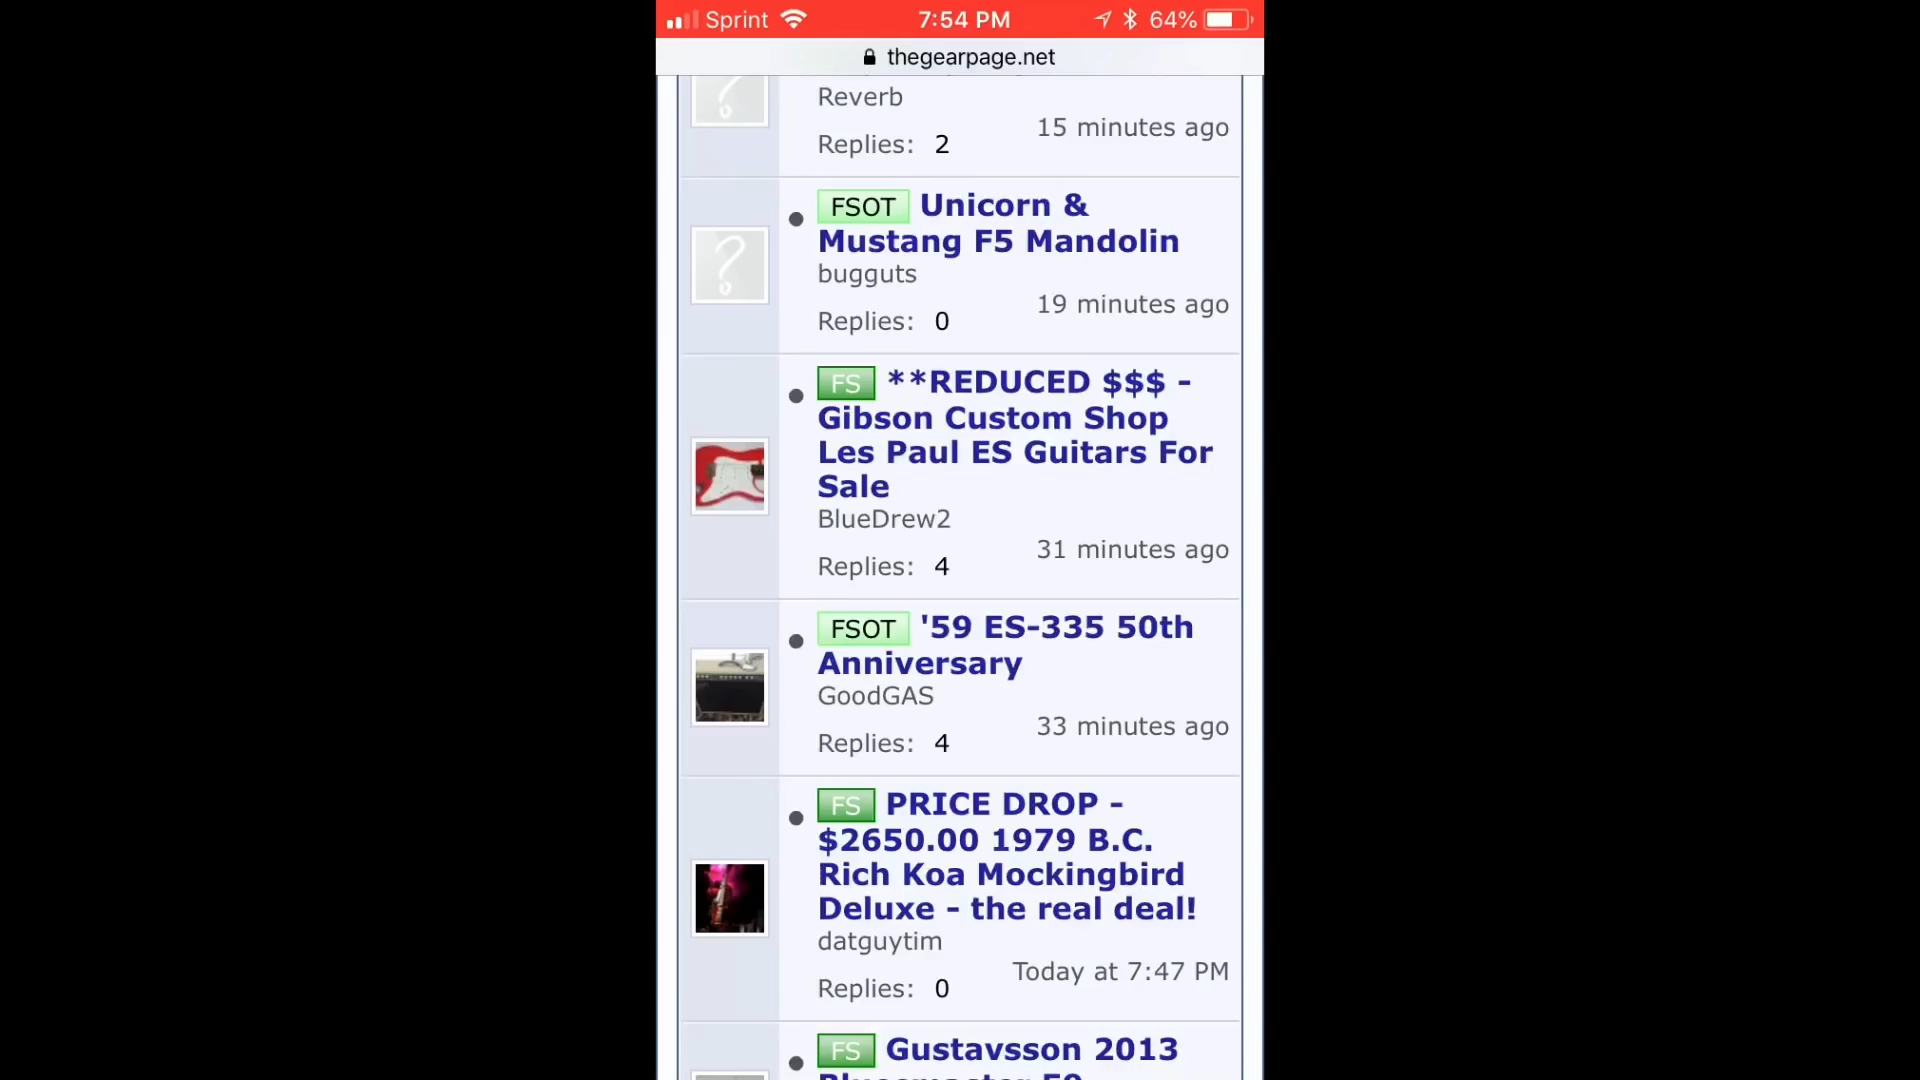 Sprint 7:54 PM 64%
thegearpage.net
Reverb
15 minutes ago
Replies: 2
FSOT Unicorn &
Mustang F5 Mandolin
bugguts
19 minutes ago
Replies: 0
FS **REDUCED $$$ -
Gibson Custom Shop
Les Paul ES Guitars For
Sale
BlueDrew2
31 minutes ago
Replies: 4
FSOT '59 ES-335 50th
Anniversary
GoodGAS
33 minutes ago
Replies: 4
FS PRICE DROP -
$2650.00 1979 B.C.
Rich Koa Mockingbird
Deluxe - the real deal!
datguytim
Today at 7:47 PM
Replies: 0
FS Gustavsson 2013